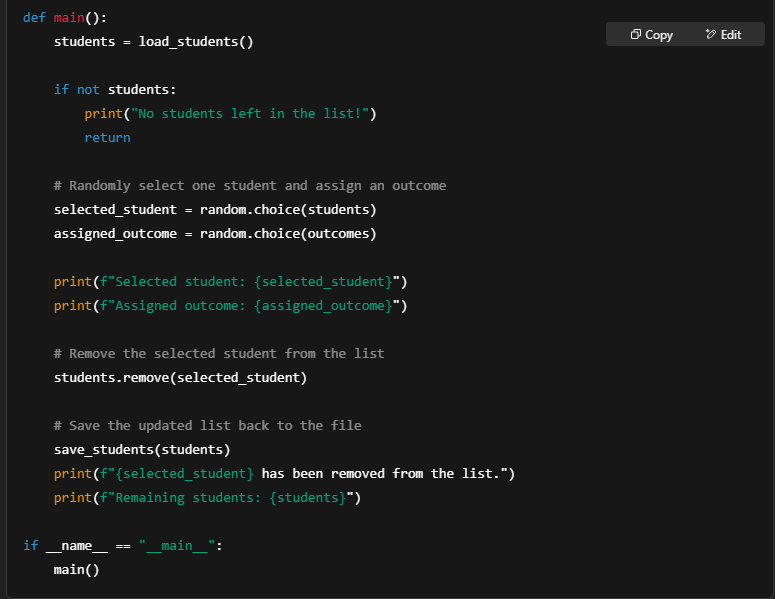 def main():
Copy Edit
    students = load_students()

    if not students:
        print("No students left in the list!")
        return

    # Randomly select one student and assign an outcome
    selected_student = random.choice(students)
    assigned_outcome = random.choice(outcomes)

    print(f"Selected student: {selected_student}")
    print(f"Assigned outcome: {assigned_outcome}")

    # Remove the selected student from the list
    students.remove(selected_student)

    # Save the updated list back to the file
    save_students(students)
    print(f"{selected_student} has been removed from the list.")
    print(f"Remaining students: {students}")

if __name__ == "__main__":
    main()